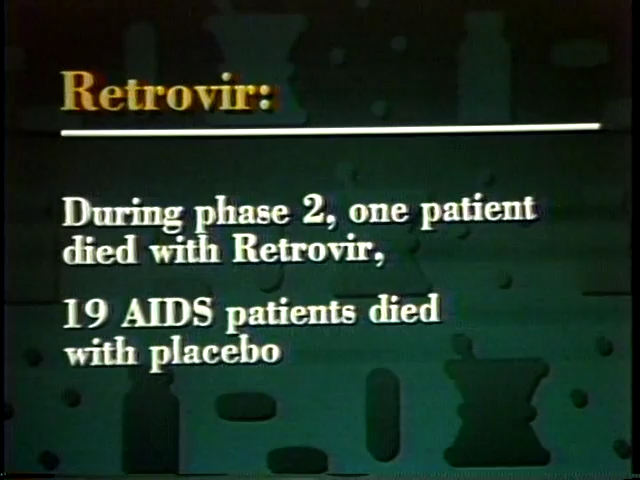 Retrovir:
During phase 2, one patient
died with Retrovir,
19 AIDS patients died
with placebo